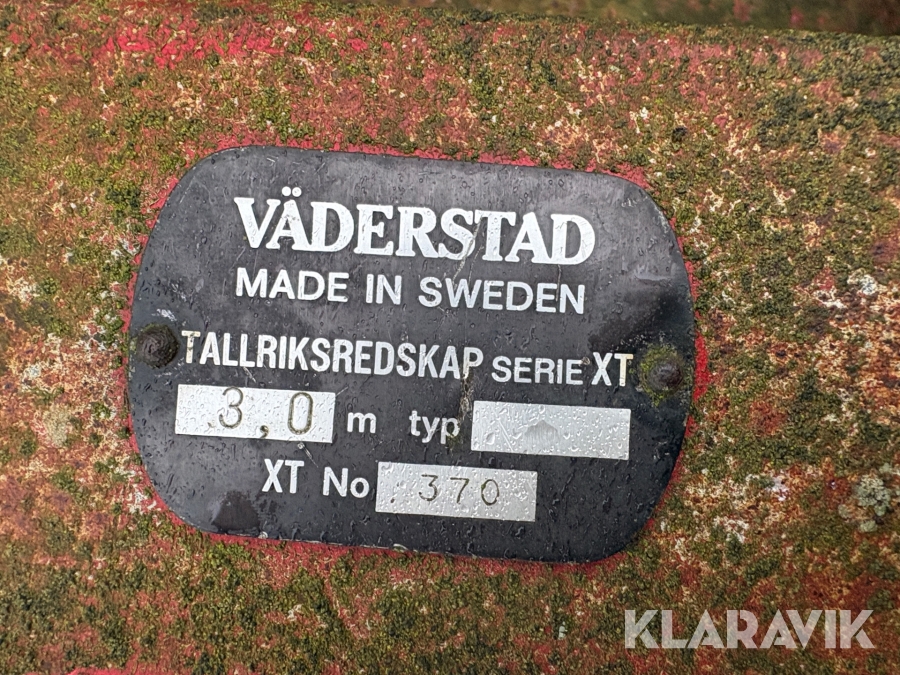 VÄDERSTAD
MADE IN SWEDEN
TALLRIKSREDSKAP SERIE XT
3,0 m typ
XT No 370
KLARAVIK